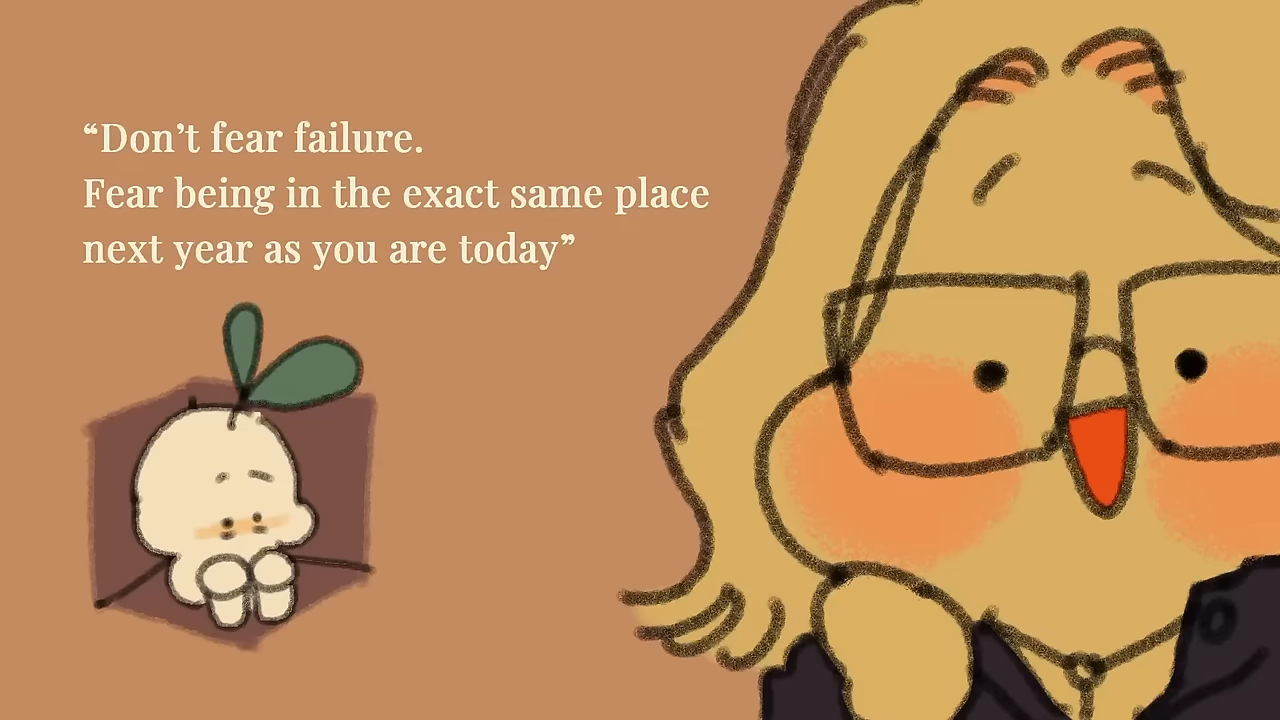 “Don’t fear failure.
Fear being in the exact same place
next year as you are today”